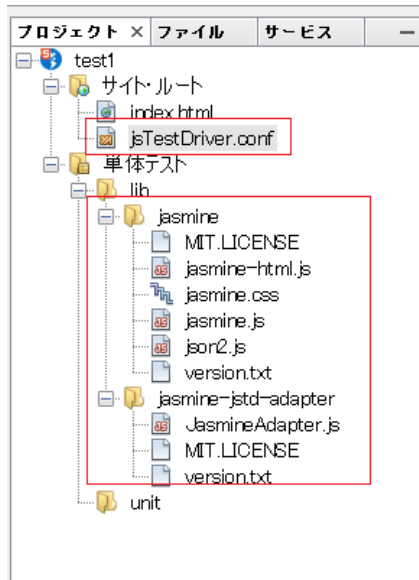 プロジェクト × ファイル サービス
test1
サイト・ルート
index.html
jsTestDriver.conf
単体テスト
lib
jasmine
MIT.LICENSE
jasmine-html.js
jasmine.css
jasmine.js
json2.js
version.txt
jasmine-jstd-adapter
JasmineAdapter.js
MIT.LICENSE
version.txt
unit